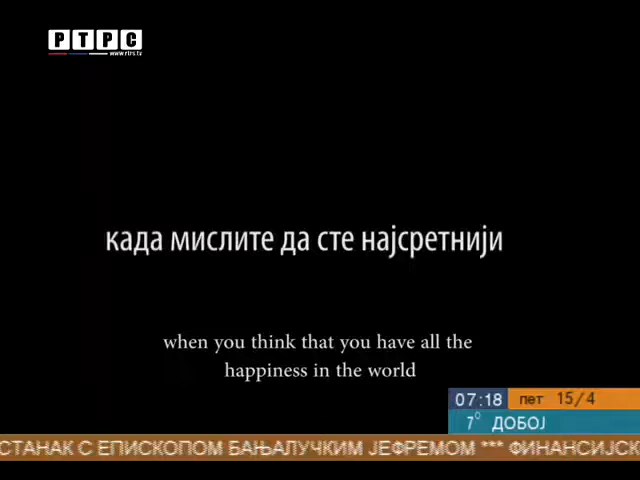 РТРС
www.rtrs.tv
када мислите да сте најсретнији
when you think that you have all the
happiness in the world
07:18 пет 15/4
7° ДОБОЈ
СТАНАК С ЕПИСКОПОМ БАЊАЛУЧКИМ ЈЕФРЕМОМ *** ФИНАНСИЈСК